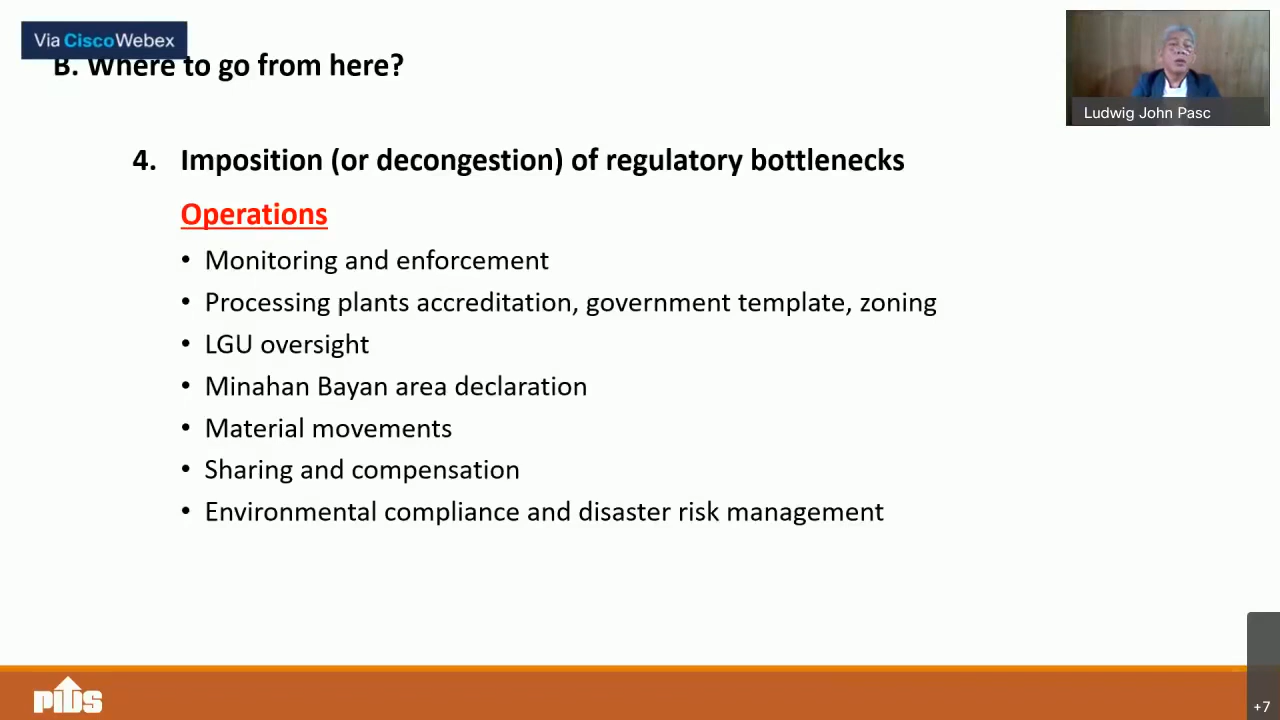 Via CiscoWebex
B. Where to go from here?
Ludwig John Pasc
4. Imposition (or decongestion) of regulatory bottlenecks
Operations
• Monitoring and enforcement
• Processing plants accreditation, government template, zoning
• LGU oversight
• Minahan Bayan area declaration
• Material movements
• Sharing and compensation
• Environmental compliance and disaster risk management
PIDS
+7